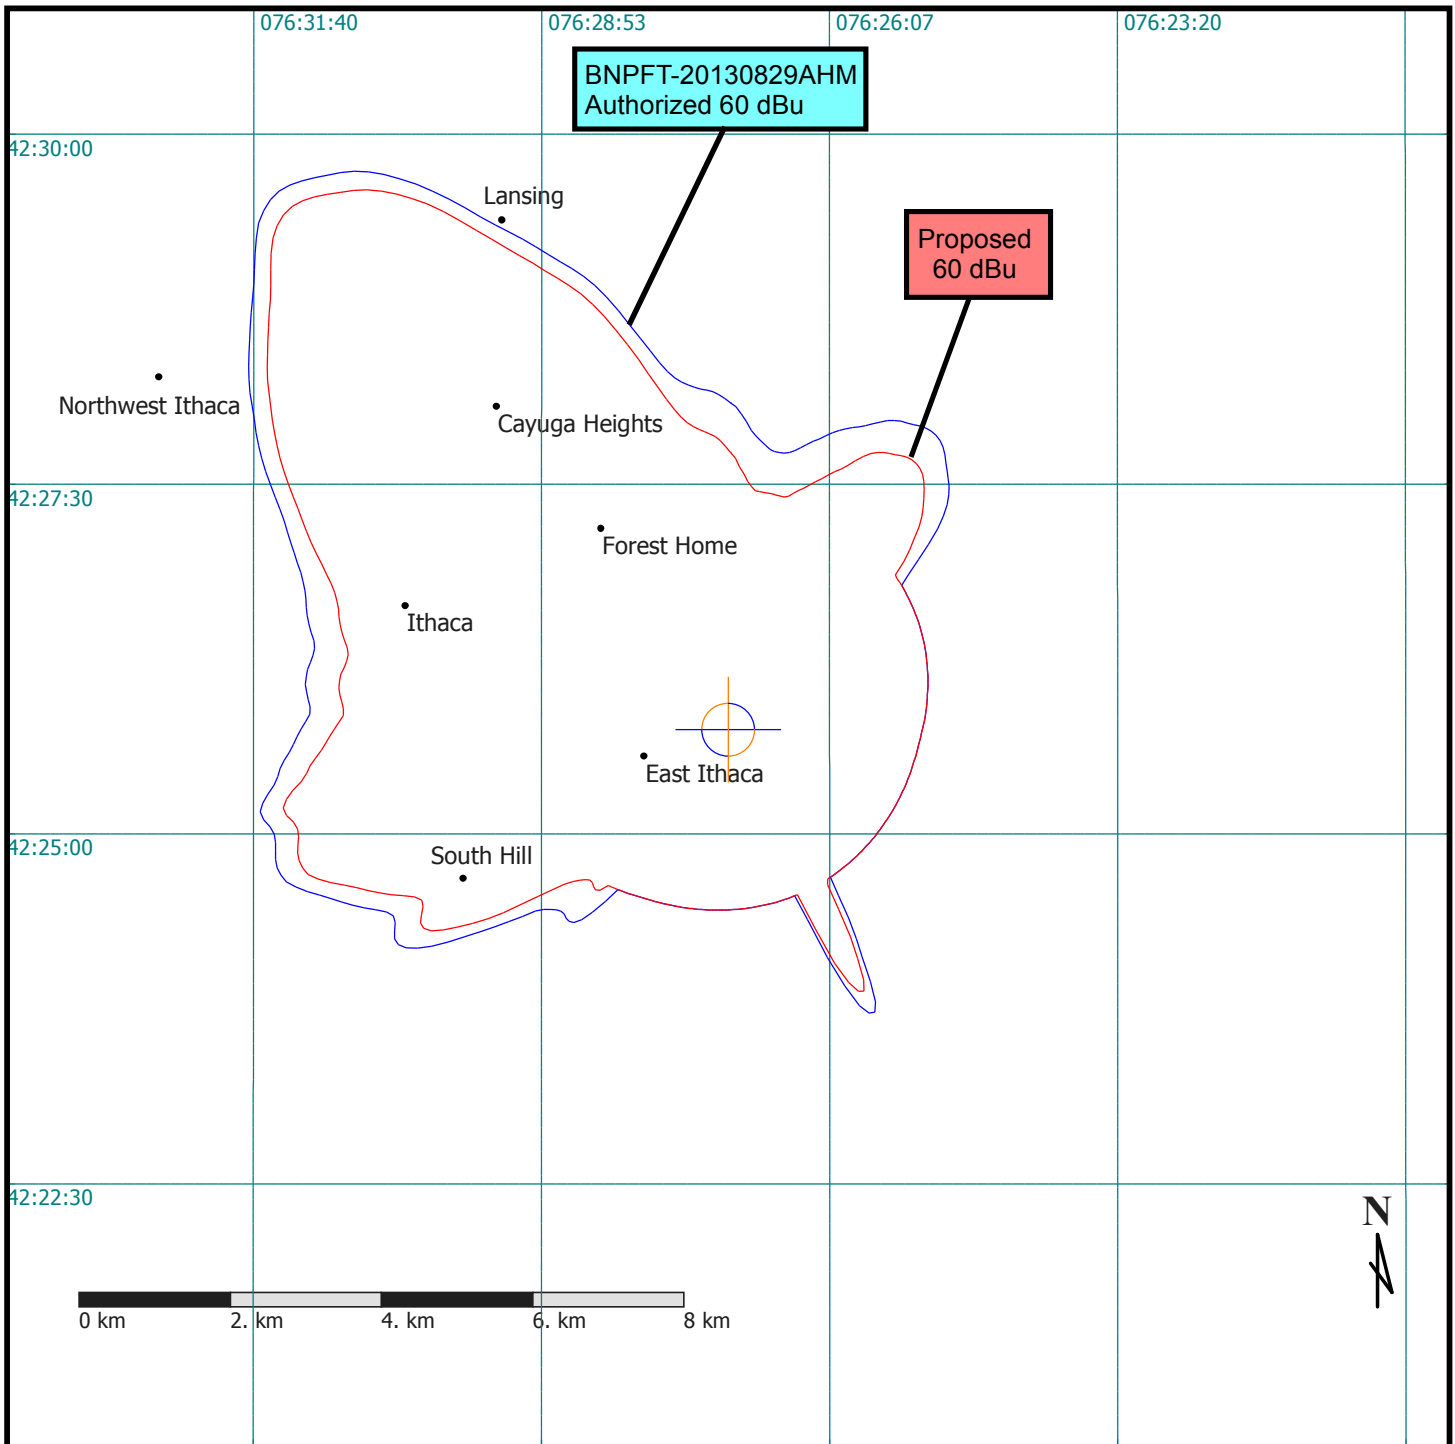 076:31:40
076:28:53
076:26:07
076:23:20
BNPFT-20130829AHM
Authorized 60 dBu
42:30:00
Lansing
Proposed
60 dBu
Northwest Ithaca
Cayuga Heights
42:27:30
Forest Home
Ithaca
East Ithaca
42:25:00
South Hill
42:22:30
N
0 km
2. km
4. km
6. km
8 km